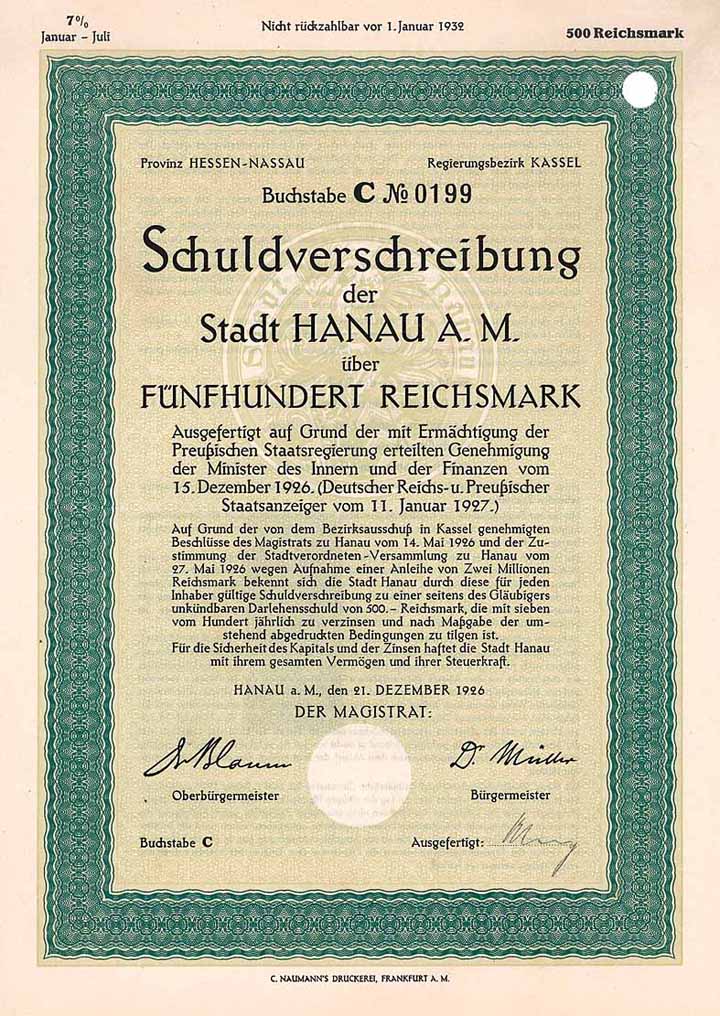 7%
Januar – Juli
Nicht rückzahlbar vor 1. Januar 1932
500 Reichsmark
Provinz HESSEN-NASSAU
Regierungsbezirk KASSEL
Buchstabe C № 0199
Schuldverschreibung
der
Stadt HANAU A. M.
über
FÜNFHUNDERT REICHSMARK
Ausgefertigt auf Grund der mit Ermächtigung der
Preußischen Staatsregierung erteilten Genehmigung
der Minister des Innern und der Finanzen vom
15. Dezember 1926. (Deutscher Reichs- u. Preußischer
Staatsanzeiger vom 11. Januar 1927.)
Auf Grund der von dem Bezirksausschuß in Kassel genehmigten
Beschlüsse des Magistrats zu Hanau vom 14. Mai 1926 und der Zu-
stimmung der Stadtverordneten-Versammlung zu Hanau vom
27. Mai 1926 wegen Aufnahme einer Anleihe von Zwei Millionen
Reichsmark bekennt sich die Stadt Hanau durch diese für jeden
Inhaber gültige Schuldverschreibung zu einer seitens des Gläubigers
unkündbaren Darlehensschuld von 500.– Reichsmark, die mit sieben
vom Hundert jährlich zu verzinsen und nach Maßgabe der um-
stehend abgedruckten Bedingungen zu tilgen ist.
Für die Sicherheit des Kapitals und der Zinsen haftet die Stadt Hanau
mit ihrem gesamten Vermögen und ihrer Steuerkraft.
HANAU a. M., den 21. DEZEMBER 1926
DER MAGISTRAT:
Dr. Müller
Oberbürgermeister
Bürgermeister
Buchstabe C
Ausgefertigt:
C. NAUMANN'S DRUCKEREI, FRANKFURT A. M.